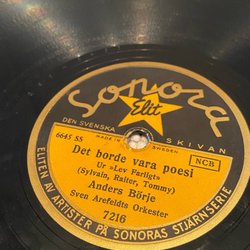 Sonora
Elit
DEN SVENSKA SKIVAN
6645 SS
MADE IN SWEDEN
NCB
Det borde vara poesi
Ur »Lev Farligt»
(Sylvain, Ralter, Tommy)
Anders Börje
Sven Arefeldts Orkester
7216
ELITEN AV ARTISTER PÅ SONORAS STJÄRNSERIE